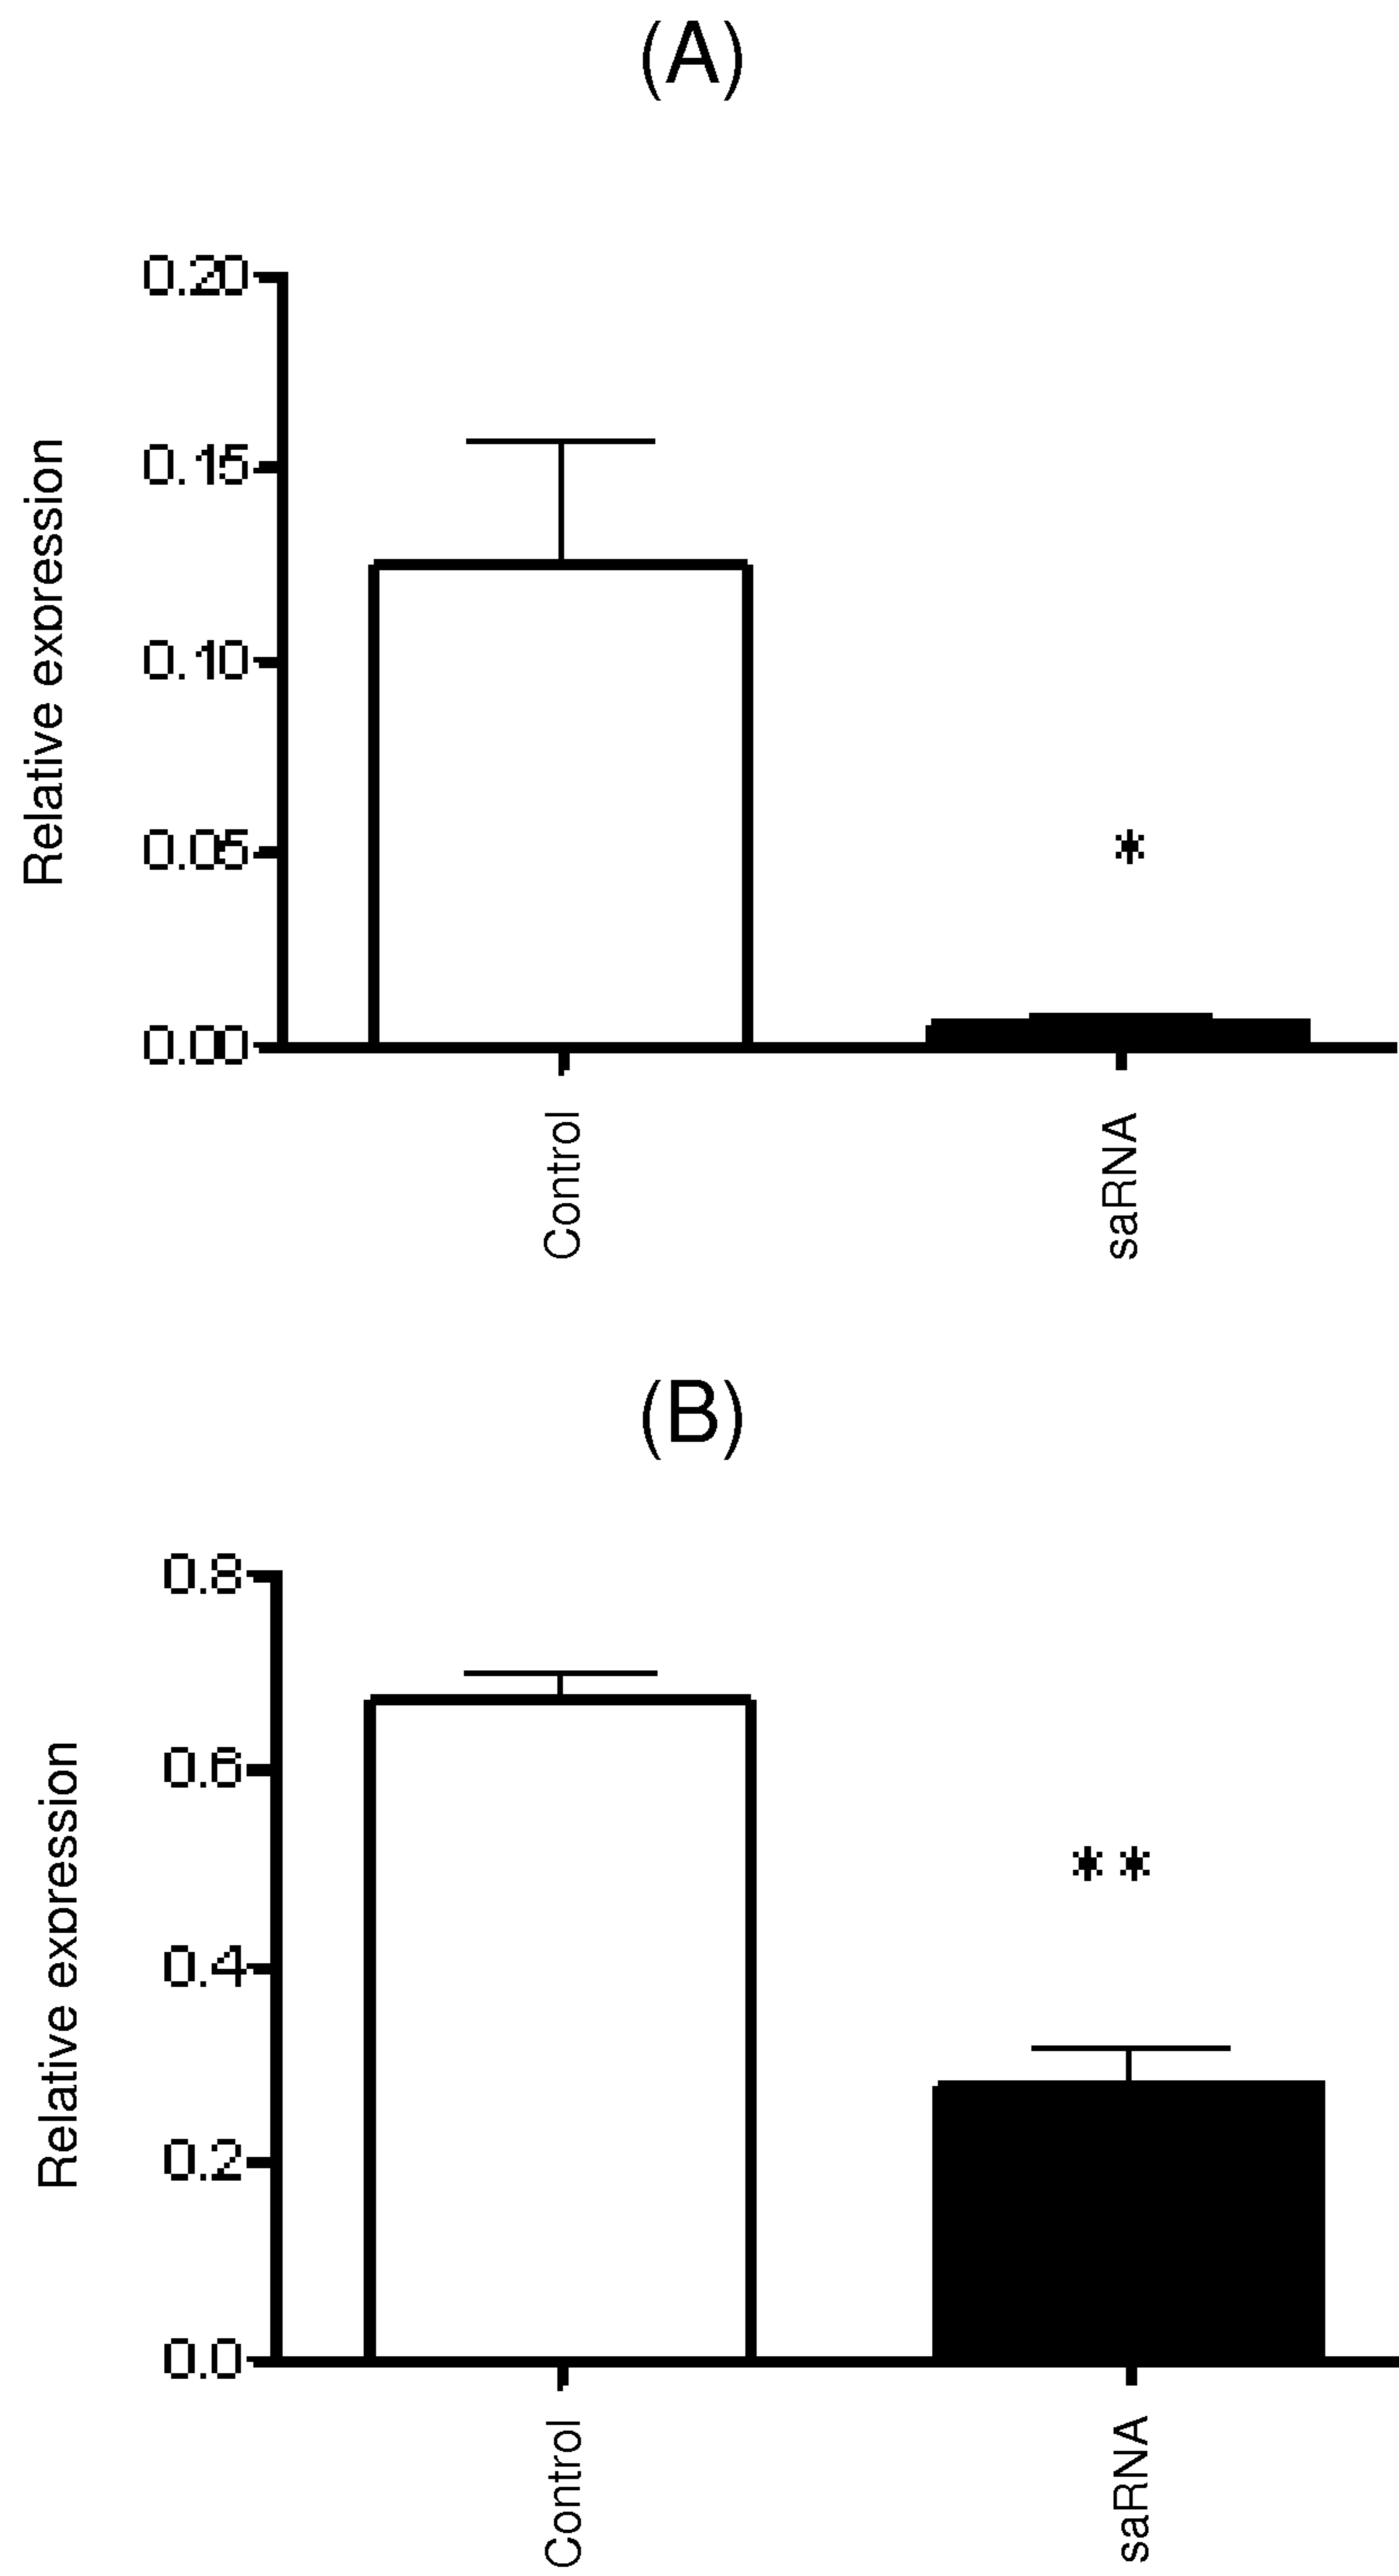 (A)
0.20
0.15
0.10
0.05
0.00
Relative expression
*
Control
saRNA
(B)
0.8
0.6
0.4
0.2
0.0
Relative expression
**
Control
saRNA